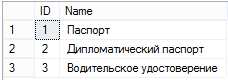 ID Name
1 1 Паспорт
2 2 Дипломатический паспорт
3 3 Водительское удостоверение